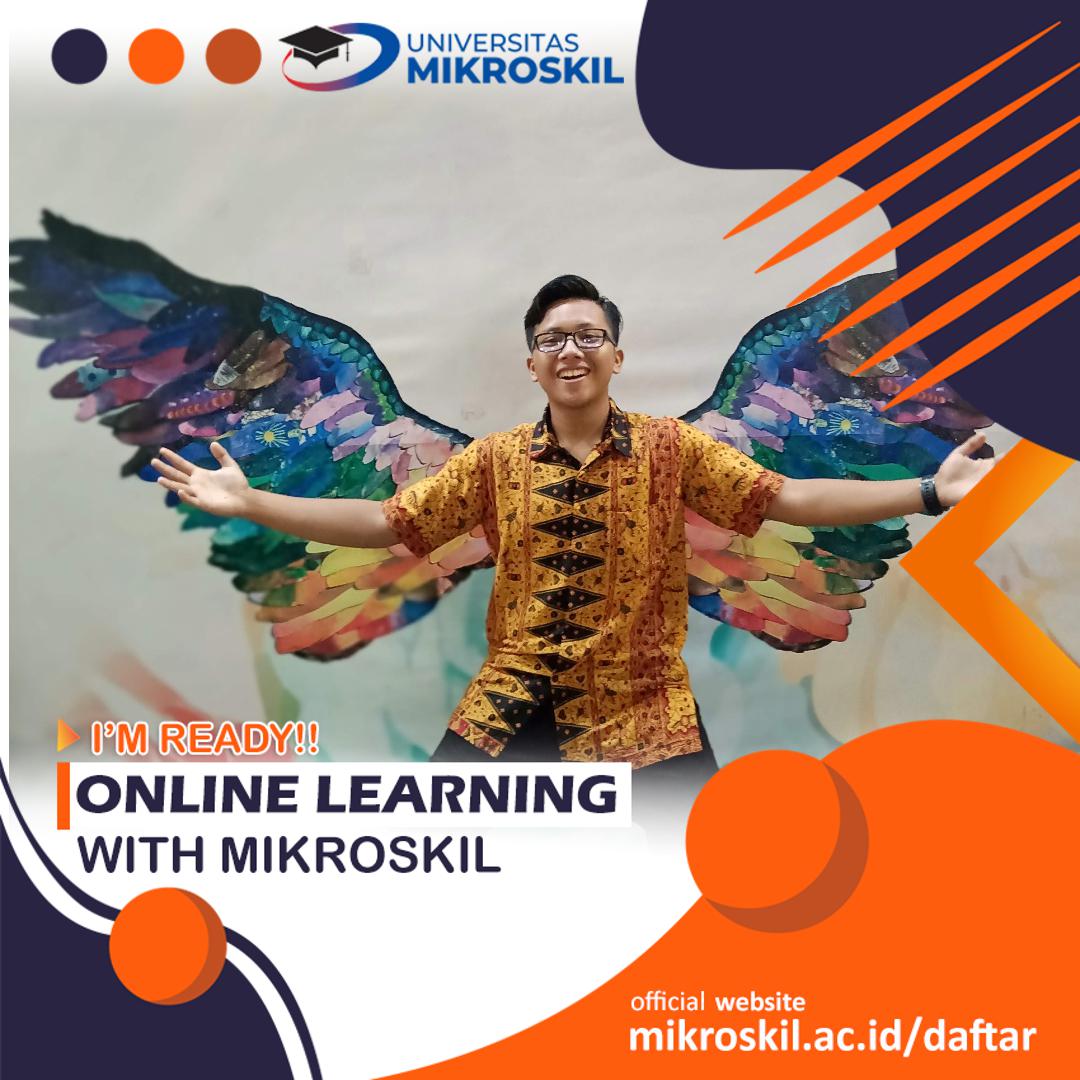 UNIVERSITAS
MIKROSKIL
I'M READY!!
ONLINE LEARNING
WITH MIKROSKIL
official website
mikroskil.ac.id/daftar